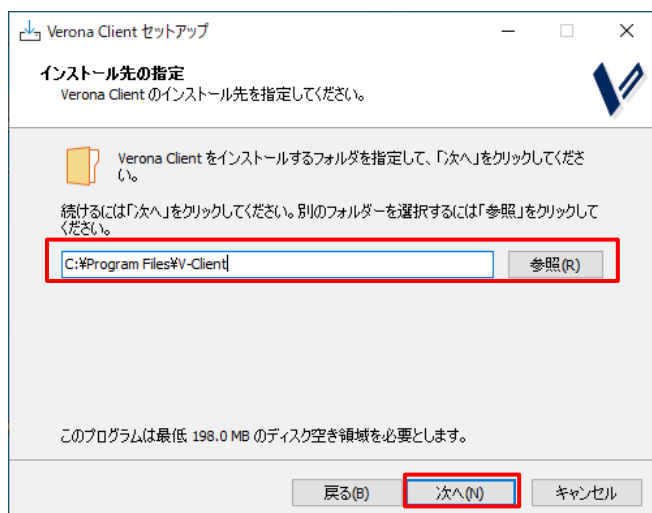 Verona Client セットアップ
インストール先の指定
Verona Client のインストール先を指定してください。
Verona Client をインストールするフォルダを指定して、「次へ」をクリックしてくださ
い。
続けるには「次へ」をクリックしてください。別のフォルダーを選択するには「参照」をクリックして
ください。
C:¥Program Files¥V-Client
参照(R)
このプログラムは最低 198.0 MB のディスク空き領域を必要とします。
戻る(B)
次へ(N)
キャンセル